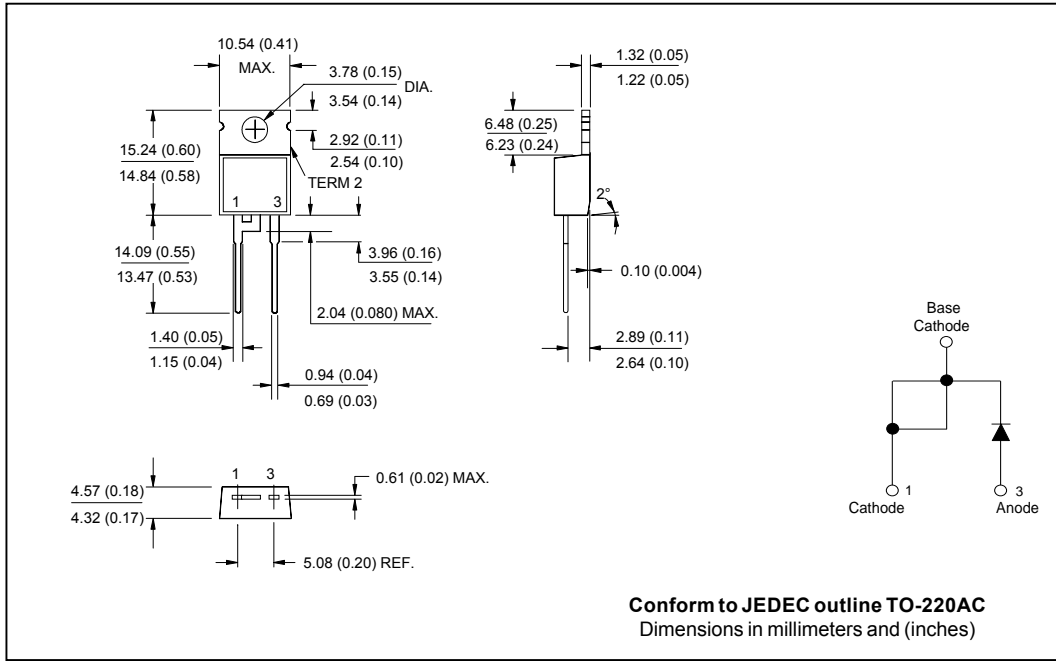 10.54 (0.41)
MAX.
3.78 (0.15)
3.54 (0.14)
DIA.
2.92 (0.11)
2.54 (0.10)
TERM 2
15.24 (0.60)
14.84 (0.58)
1 3
14.09 (0.55)
13.47 (0.53)
3.96 (0.16)
3.55 (0.14)
2.04 (0.080) MAX.
1.40 (0.05)
1.15 (0.04)
0.94 (0.04)
0.69 (0.03)
1.32 (0.05)
1.22 (0.05)
6.48 (0.25)
6.23 (0.24)
2°
0.10 (0.004)
2.89 (0.11)
2.64 (0.10)
Base
Cathode
1
Cathode
3
Anode
1 3
4.57 (0.18)
4.32 (0.17)
0.61 (0.02) MAX.
5.08 (0.20) REF.
Conform to JEDEC outline TO-220AC
Dimensions in millimeters and (inches)